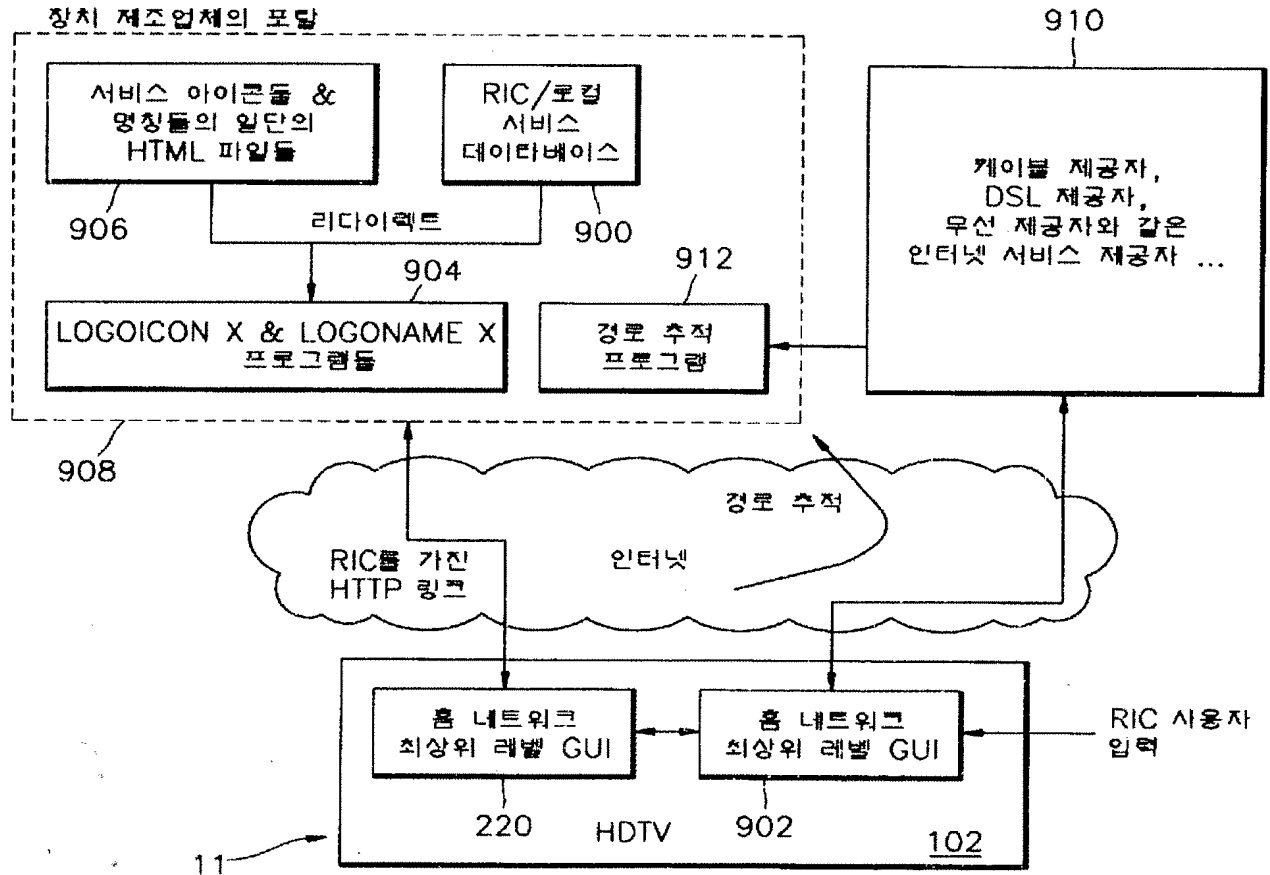 장치 제조업체의 포탈
910
서비스 아이콘들 &
명칭들의 일단의
HTML 파일들
RIC/로컬
서비스
데이타베이스
케이블 제공자,
DSL 제공자,
무선 제공자와 같은
인터넷 서비스 제공자 ...
906
리다이렉트
900
904
912
LOGOICON X & LOGONAME X
프로그램들
경로 추적
프로그램
908
경로 추적
RIC를 가진
HTTP 링크
인터넷
홈 네트워크
최상위 레벨 GUI
홈 네트워크
최상위 레벨 GUI
RIC 사용자
입력
220
HDTV
902
102
11